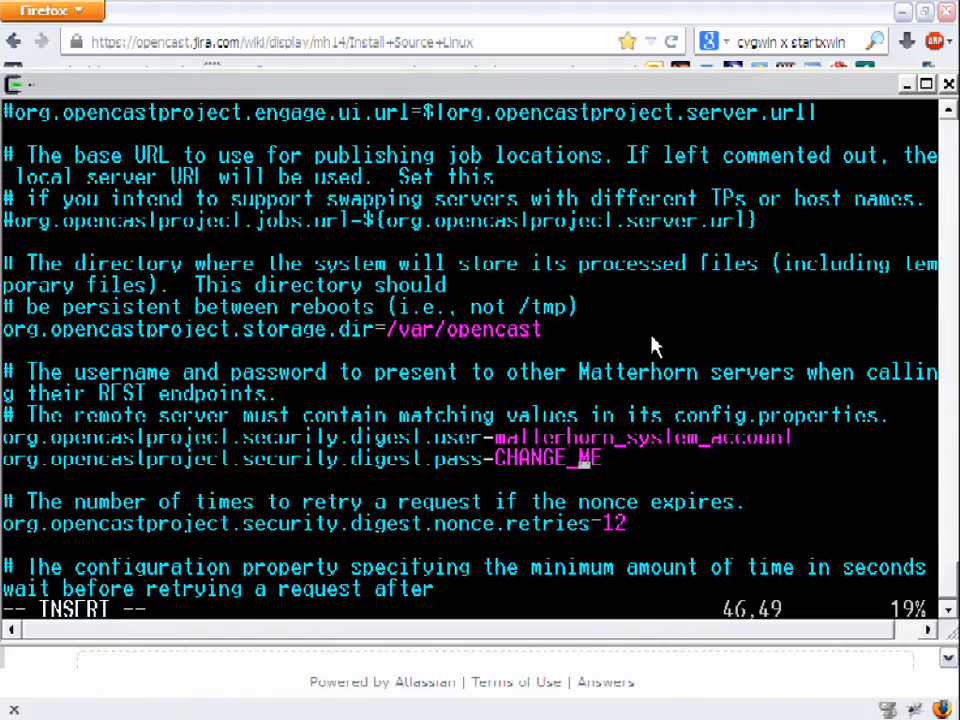 Firefox
https://opencast.jira.com/wiki/display/mh14/Install+Source+Linux
cygwin x startxwin
ABP
#org.opencastproject.engage.ui.url=${org.opencastproject.server.url}
# The base URL to use for publishing job locations. If left commented out, the
local server URL will be used.  Set this
# if you intend to support swapping servers with different IPs or host names.
#org.opencastproject.jobs.url=${org.opencastproject.server.url}
# The directory where the system will store its processed files (including tem
porary files).  This directory should
# be persistent between reboots (i.e., not /tmp)
org.opencastproject.storage.dir=/var/opencast
# The username and password to present to other Matterhorn servers when callin
g their REST endpoints.
# The remote server must contain matching values in its config.properties.
org.opencastproject.security.digest.user=matterhorn_system_account
org.opencastproject.security.digest.pass=CHANGE_ME
# The number of times to retry a request if the nonce expires.
org.opencastproject.security.digest.nonce.retries=12
# The configuration property specifying the minimum amount of time in seconds
wait before retrying a request after
-- INSERT -- 46,49 19%
Powered by Atlassian | Terms of Use | Answers